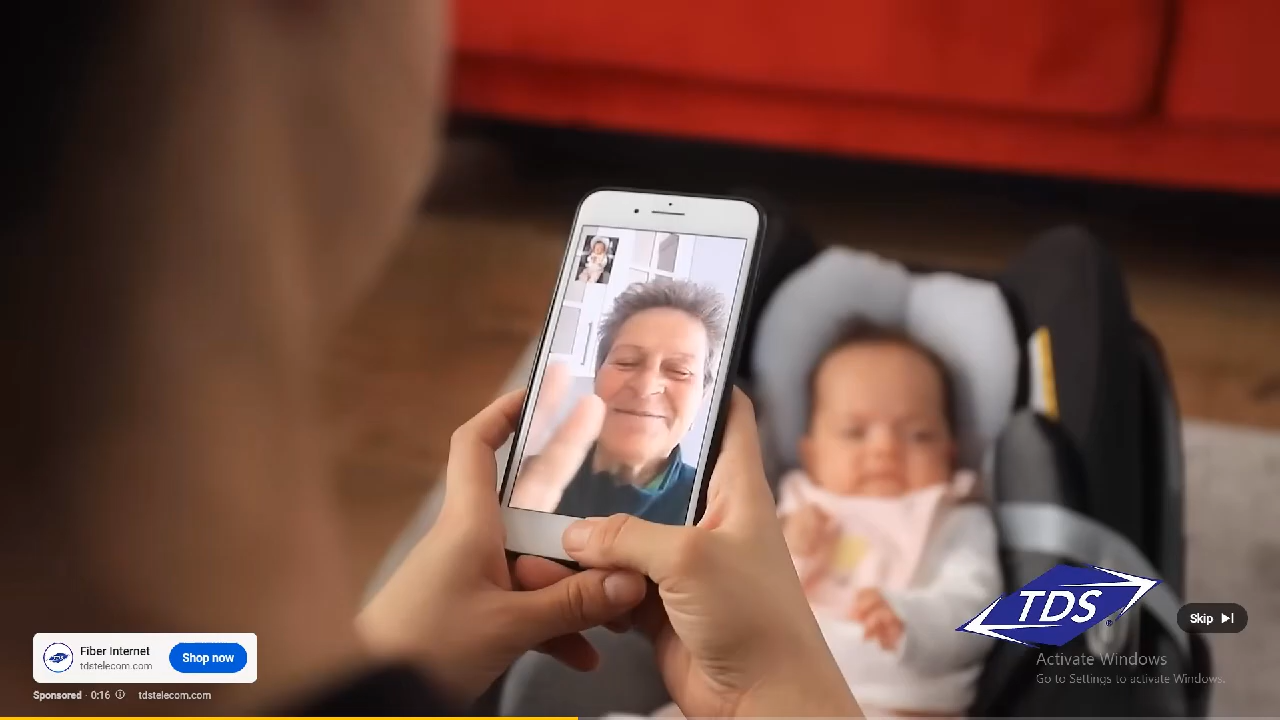 TDS
Skip
Activate Windows
Go to Settings to activate Windows.
Fiber Internet
tdstelecom.com
Shop now
Sponsored · 0:16
tdstelecom.com